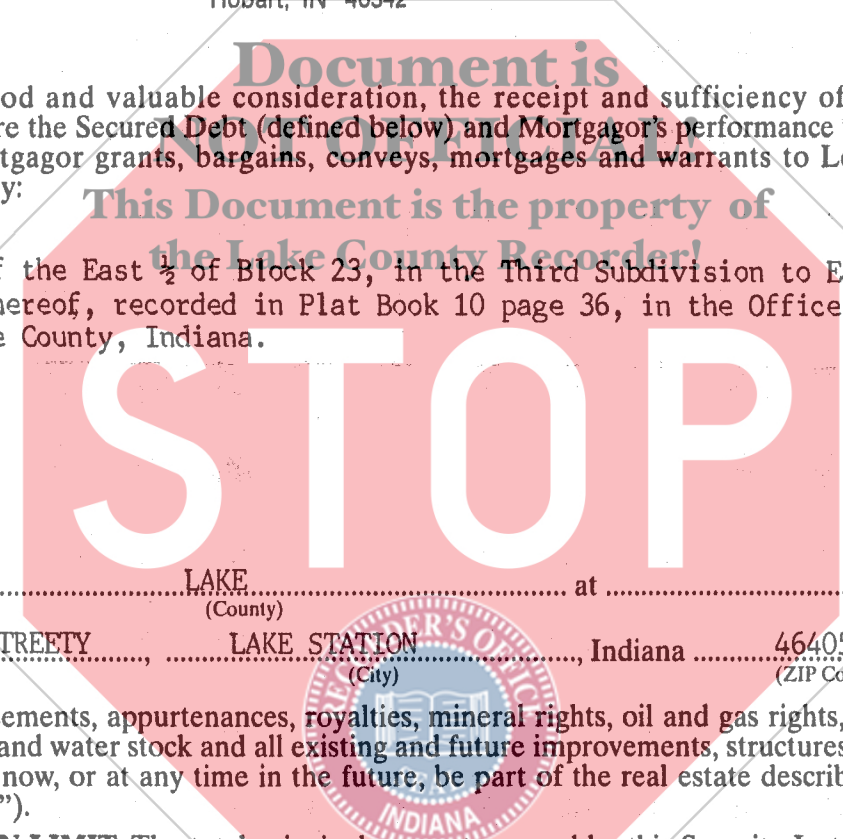 Hobart, IN 46342
Document is
od and valuable consideration, the receipt and sufficiency of
re the Secured Debt (defined below) and Mortgagor's performance
NOT OFFICIAL!
tgagor grants, bargains, conveys, mortgages and warrants to Le
y:
This Document is the property of
the Lake County Recorder!
f the East ½ of Block 23, in the Third Subdivision to E
hereof, recorded in Plat Book 10 page 36, in the Office
e County, Indiana.
STOP
LAKE at
(County)
TREETY, LAKE STATION, Indiana 46405
(City) (ZIP Co
ements, appurtenances, royalties, mineral rights, oil and gas rights,
and water stock and all existing and future improvements, structures
now, or at any time in the future, be part of the real estate describ
").
RECORDER'S OFFICE
INDIANA